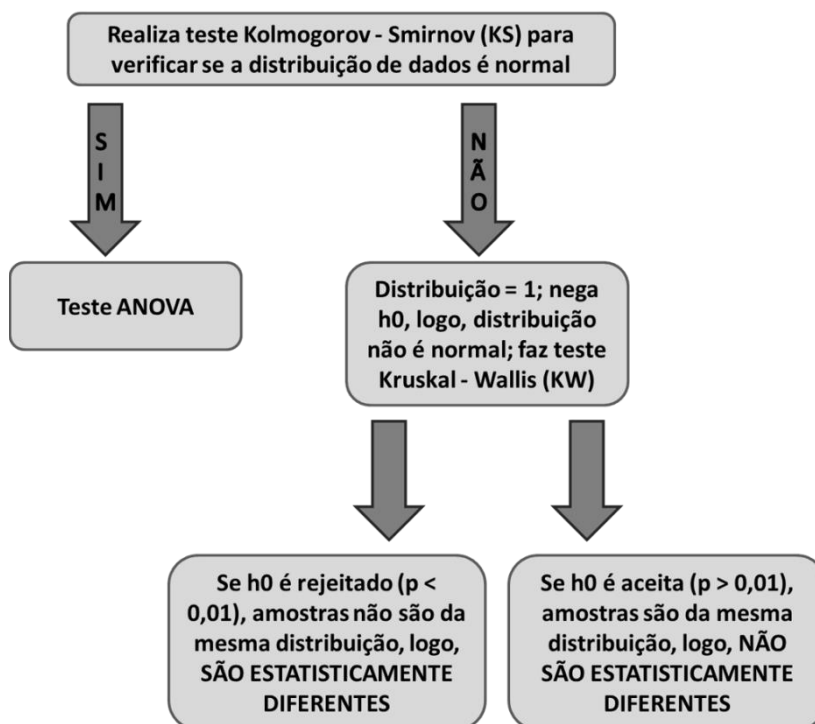 Realiza teste Kolmogorov - Smirnov (KS) para
verificar se a distribuição de dados é normal
SIM
NÃO
Teste ANOVA
Distribuição = 1; nega
h0, logo, distribuição
não é normal; faz teste
Kruskal - Wallis (KW)
Se h0 é rejeitado (p <
0,01), amostras não são da
mesma distribuição, logo,
SÃO ESTATISTICAMENTE
DIFERENTES
Se h0 é aceita (p > 0,01),
amostras são da mesma
distribuição, logo, NÃO
SÃO ESTATISTICAMENTE
DIFERENTES